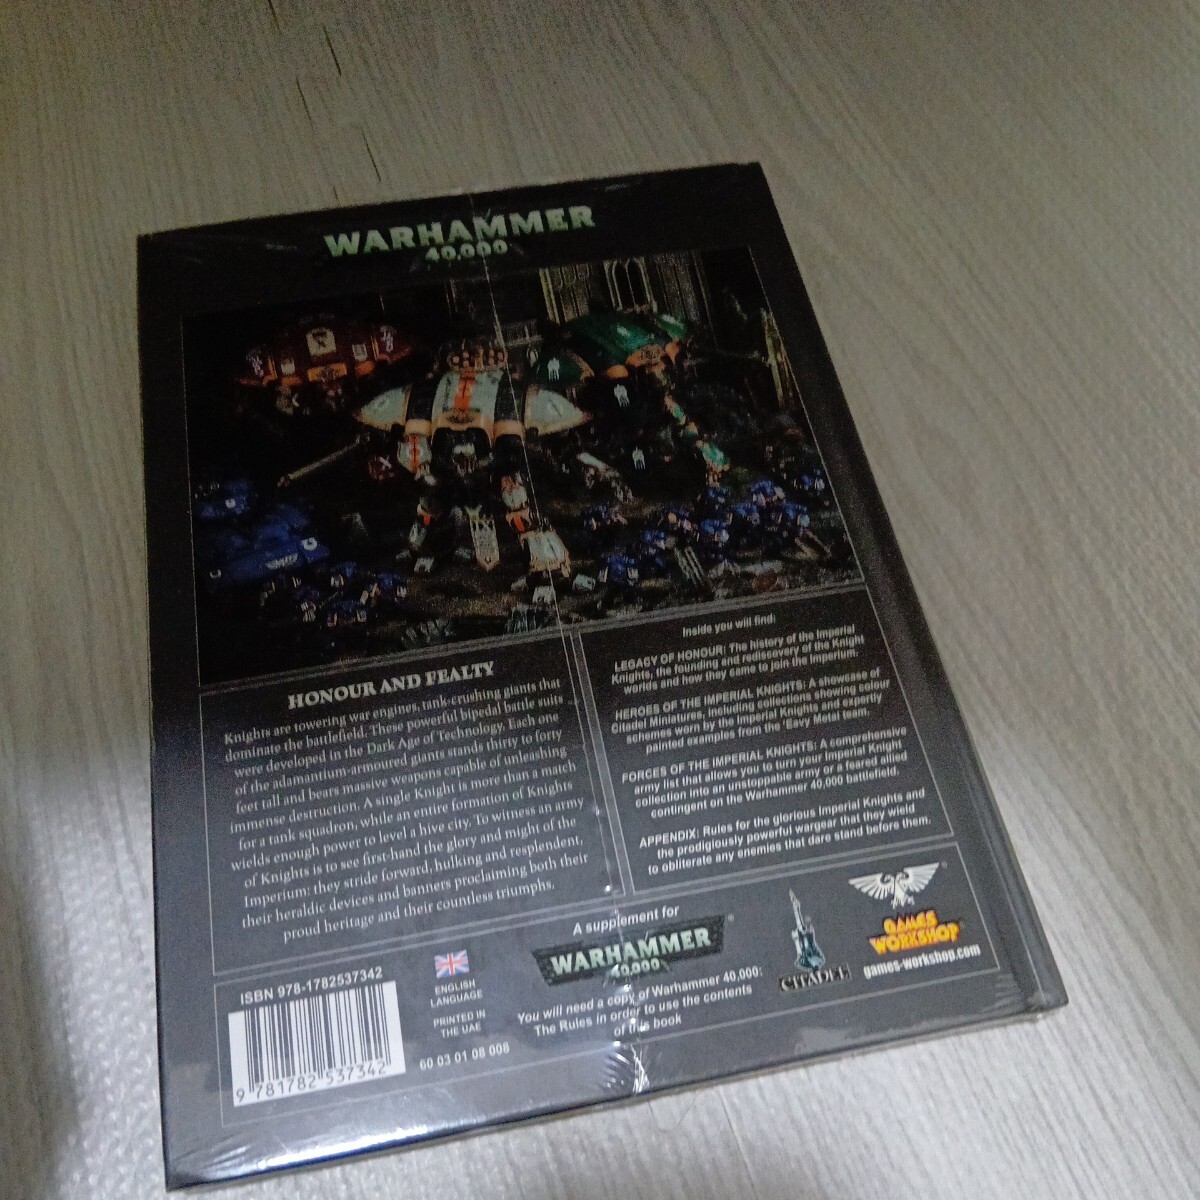 WARHAMMER
40,000
HONOUR AND FEALTY
Knights are towering war engines, tank-crushing giants that
dominate the battlefield. These powerful bipedal battle suits
were developed in the Dark Age of Technology. Each one
of the adamantium-armoured giants stands thirty to forty
feet tall and bears massive weapons capable of unleashing
immense destruction. A single Knight is more than a match
for a tank squadron, while an entire formation of Knights
wields enough power to level a hive city. To witness an army
of Knights is to see first-hand the glory and might of the
Imperium: they stride forward, hulking and resplendent,
their heraldic devices and banners proclaiming both their
proud heritage and their countless triumphs.
Inside you will find:
LEGACY OF HONOUR: The history of the Imperial
Knights, the founding and rediscovery of the Knight
worlds and how they came to join the Imperium.
HEROES OF THE IMPERIAL KNIGHTS: A showcase of
Citadel Miniatures, including collections showing colour
schemes worn by the Imperial Knights and expertly
painted examples from the 'Eavy Metal team.
FORCES OF THE IMPERIAL KNIGHTS: A comprehensive
army list that allows you to turn your Imperial Knight
collection into an unstoppable army or a feared allied
contingent on the Warhammer 40,000 battlefield.
APPENDIX: Rules for the glorious Imperial Knights and
the prodigiously powerful wargear that they wield
to obliterate any enemies that dare stand before them.
ISBN 978-1782537342
9 781782 537342
ENGLISH
LANGUAGE
PRINTED IN
THE UAE
60 03 01 08 008
A supplement for
WARHAMMER
40,000
You will need a copy of Warhammer 40,000:
The Rules in order to use the contents
of this book
CITADEL
GAMES
WORKSHOP
games-workshop.com